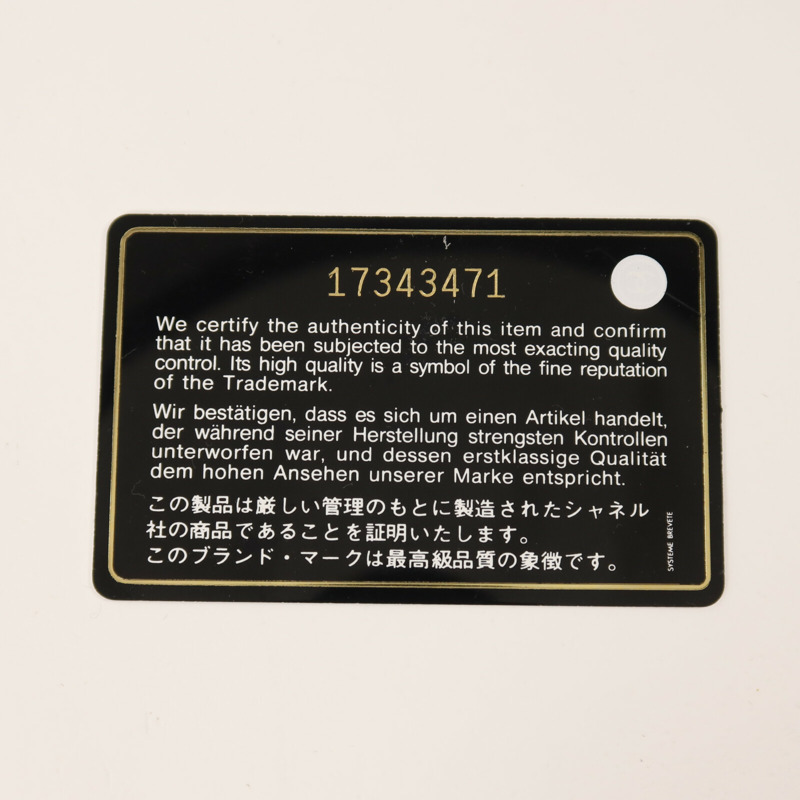 17343471
We certify the authenticity of this item and confirm
that it has been subjected to the most exacting quality
control. Its high quality is a symbol of the fine reputation
of the Trademark.
Wir bestätigen, dass es sich um einen Artikel handelt,
der während seiner Herstellung strengsten Kontrollen
unterworfen war, und dessen erstklassige Qualität
dem hohen Ansehen unserer Marke entspricht.
この製品は厳しい管理のもとに製造されたシャネル
社の商品であることを証明いたします。
このブランド・マークは最高級品質の象徴です。
SYSTEME BREVETE